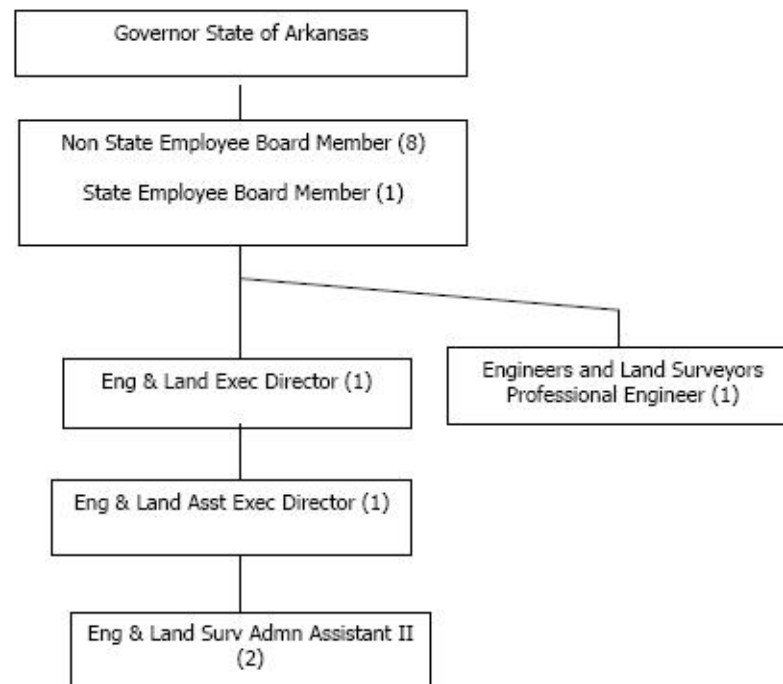 Governor State of Arkansas
Non State Employee Board Member (8)
State Employee Board Member (1)
Eng & Land Exec Director (1)
Engineers and Land Surveyors
Professional Engineer (1)
Eng & Land Asst Exec Director (1)
Eng & Land Surv Admn Assistant II
(2)